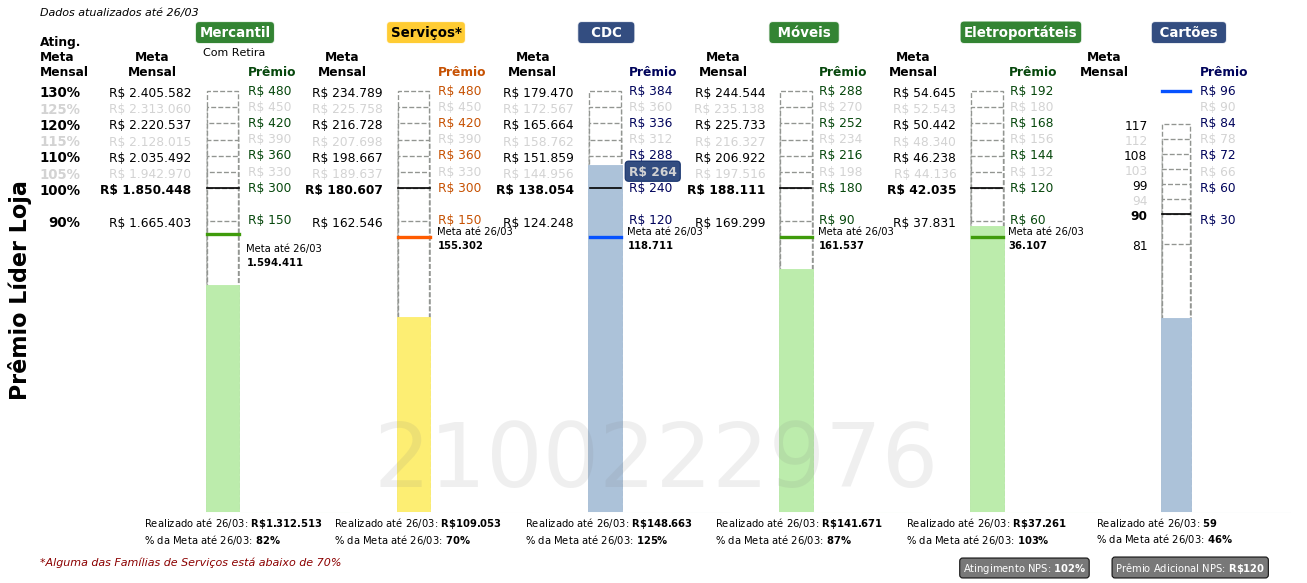 Dados atualizados até 26/03
Mercantil Serviços* CDC Móveis Eletroportáteis Cartões
Com Retira
Ating. Meta Mensal
Meta Mensal Prêmio Meta Mensal Prêmio Meta Mensal Prêmio Meta Mensal Prêmio Meta Mensal Prêmio Meta Mensal Prêmio
130% R$ 2.405.582 R$ 480 R$ 234.789 R$ 480 R$ 179.470 R$ 384 R$ 244.544 R$ 288 R$ 54.645 R$ 192 R$ 96
125% R$ 2.313.060 R$ 450 R$ 225.758 R$ 450 R$ 172.567 R$ 360 R$ 235.138 R$ 270 R$ 52.543 R$ 180 R$ 90
120% R$ 2.220.537 R$ 420 R$ 216.728 R$ 420 R$ 165.664 R$ 336 R$ 225.733 R$ 252 R$ 50.442 R$ 168 117 R$ 84
115% R$ 2.128.015 R$ 390 R$ 207.698 R$ 390 R$ 158.762 R$ 312 R$ 216.327 R$ 234 R$ 48.340 R$ 156 112 R$ 78
110% R$ 2.035.492 R$ 360 R$ 198.667 R$ 360 R$ 151.859 R$ 288 R$ 206.922 R$ 216 R$ 46.238 R$ 144 108 R$ 72
105% R$ 1.942.970 R$ 330 R$ 189.637 R$ 330 R$ 144.956 R$ 264 R$ 197.516 R$ 198 R$ 44.136 R$ 132 103 R$ 66
100% R$ 1.850.448 R$ 300 R$ 180.607 R$ 300 R$ 138.054 R$ 240 R$ 188.111 R$ 180 R$ 42.035 R$ 120 99 R$ 60
94
90% R$ 1.665.403 R$ 150 R$ 162.546 R$ 150 R$ 124.248 R$ 120 R$ 169.299 R$ 90 R$ 37.831 R$ 60 90 R$ 30
81
Meta até 26/03 Meta até 26/03 Meta até 26/03 Meta até 26/03 Meta até 26/03
1.594.411 155.302 118.711 161.537 36.107
Prêmio Líder Loja
2100222976
Realizado até 26/03: R$1.312.513 Realizado até 26/03: R$109.053 Realizado até 26/03: R$148.663 Realizado até 26/03: R$141.671 Realizado até 26/03: R$37.261 Realizado até 26/03: 59
% da Meta até 26/03: 82% % da Meta até 26/03: 70% % da Meta até 26/03: 125% % da Meta até 26/03: 87% % da Meta até 26/03: 103% % da Meta até 26/03: 46%
*Alguma das Famílias de Serviços está abaixo de 70%
Atingimento NPS: 102% Prêmio Adicional NPS: R$120